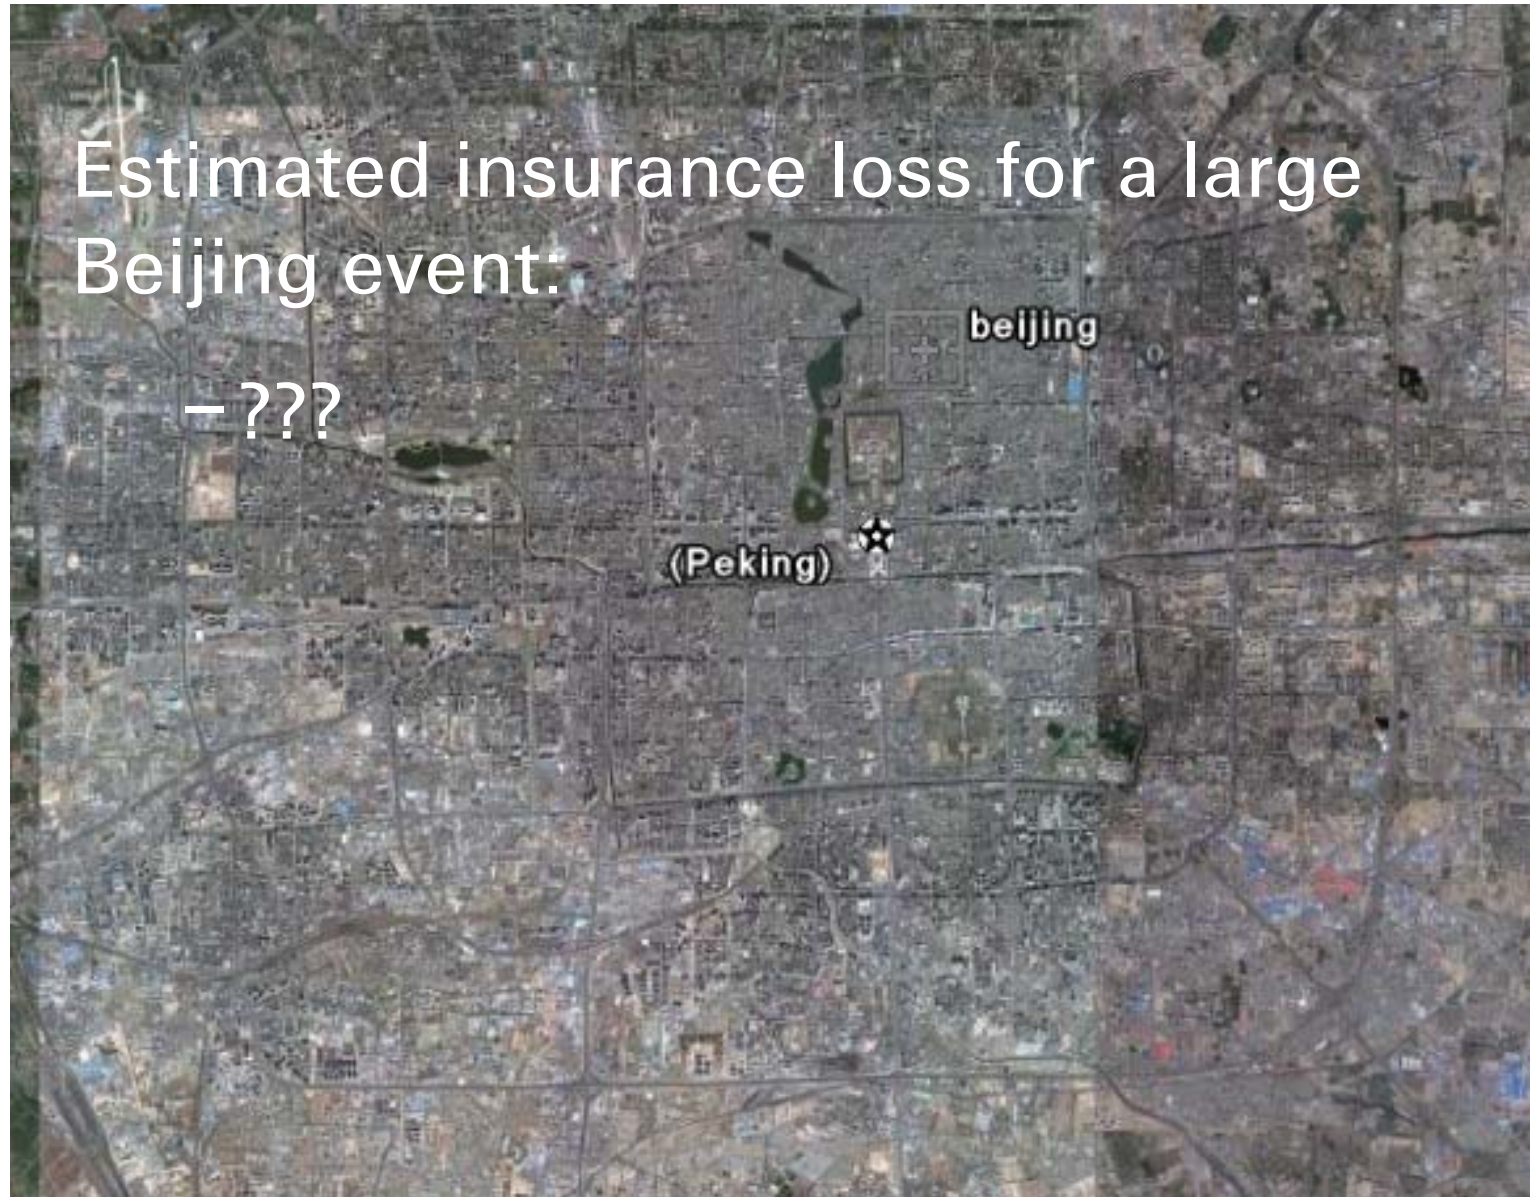 Estimated insurance loss for a large
Beijing event:
– ???
beijing
(Peking)